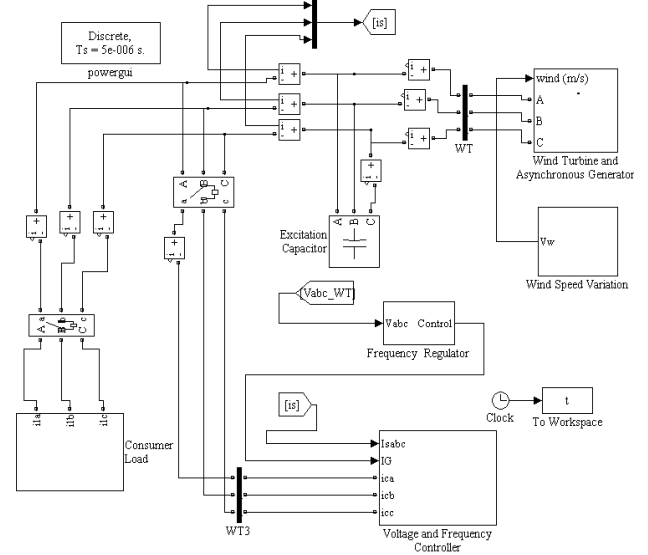 Discrete,
Ts = 5e-006 s.
powergui
[is]
i +
i +
i +
i +
i +
i +
WT
wind (m/s)
A
B
C
Wind Turbine and
Asynchronous Generator
A B C
a B c
i +
i +
i +
i +
i +
Excitation
Capacitor
A B C
Vw
Wind Speed Variation
[Vabc_WT]
Vabc Control
Frequency Regulator
A a
B b
C c
ila
ilb
ilc
Consumer
Load
[is]
Clock
t
To Workspace
WT3
Isabc
IG
ica
icb
icc
Voltage and Frequency
Controller